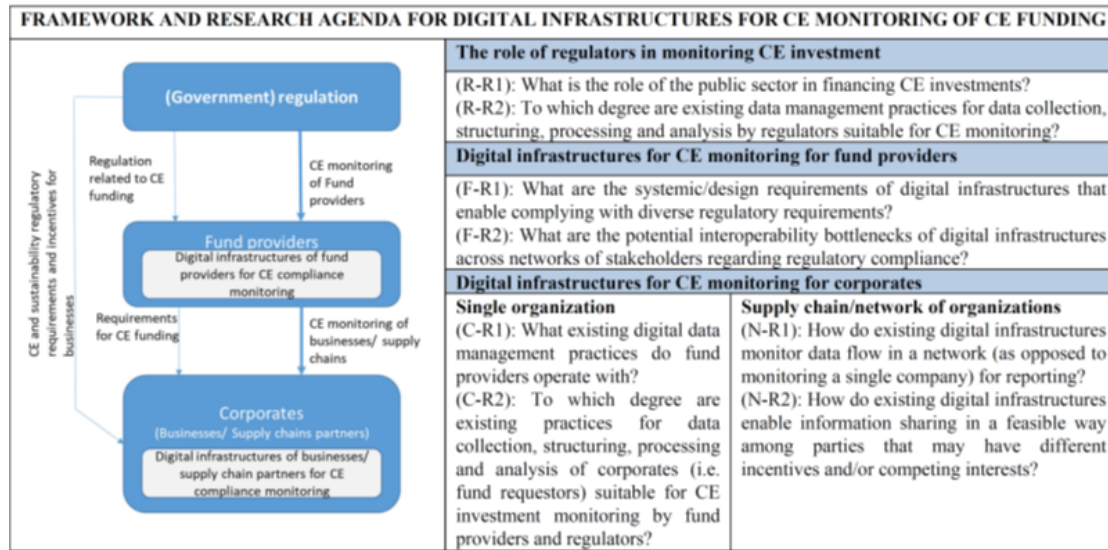 FRAMEWORK AND RESEARCH AGENDA FOR DIGITAL INFRASTRUCTURES FOR CE MONITORING OF CE FUNDING
(Government) regulation
CE and sustainability regulatory
requirements and incentives for
businesses
Regulation
related to CE
funding
CE monitoring
of Fund
providers
Fund providers
Digital infrastructures of fund
providers for CE compliance
monitoring
Requirements
for CE funding
CE monitoring of
businesses/ supply
chains
Corporates
(Businesses/ Supply chains partners)
Digital infrastructures of businesses/
supply chain partners for CE
compliance monitoring
The role of regulators in monitoring CE investment
(R-R1): What is the role of the public sector in financing CE investments?
(R-R2): To which degree are existing data management practices for data collection,
structuring, processing and analysis by regulators suitable for CE monitoring?
Digital infrastructures for CE monitoring for fund providers
(F-R1): What are the systemic/design requirements of digital infrastructures that
enable complying with diverse regulatory requirements?
(F-R2): What are the potential interoperability bottlenecks of digital infrastructures
across networks of stakeholders regarding regulatory compliance?
Digital infrastructures for CE monitoring for corporates
Single organization
(C-R1): What existing digital data
management practices do fund
providers operate with?
(C-R2): To which degree are
existing practices for data
collection, structuring, processing
and analysis of corporates (i.e.
fund requestors) suitable for CE
investment monitoring by fund
providers and regulators?
Supply chain/network of organizations
(N-R1): How do existing digital infrastructures
monitor data flow in a network (as opposed to
monitoring a single company) for reporting?
(N-R2): How do existing digital infrastructures
enable information sharing in a feasible way
among parties that may have different
incentives and/or competing interests?